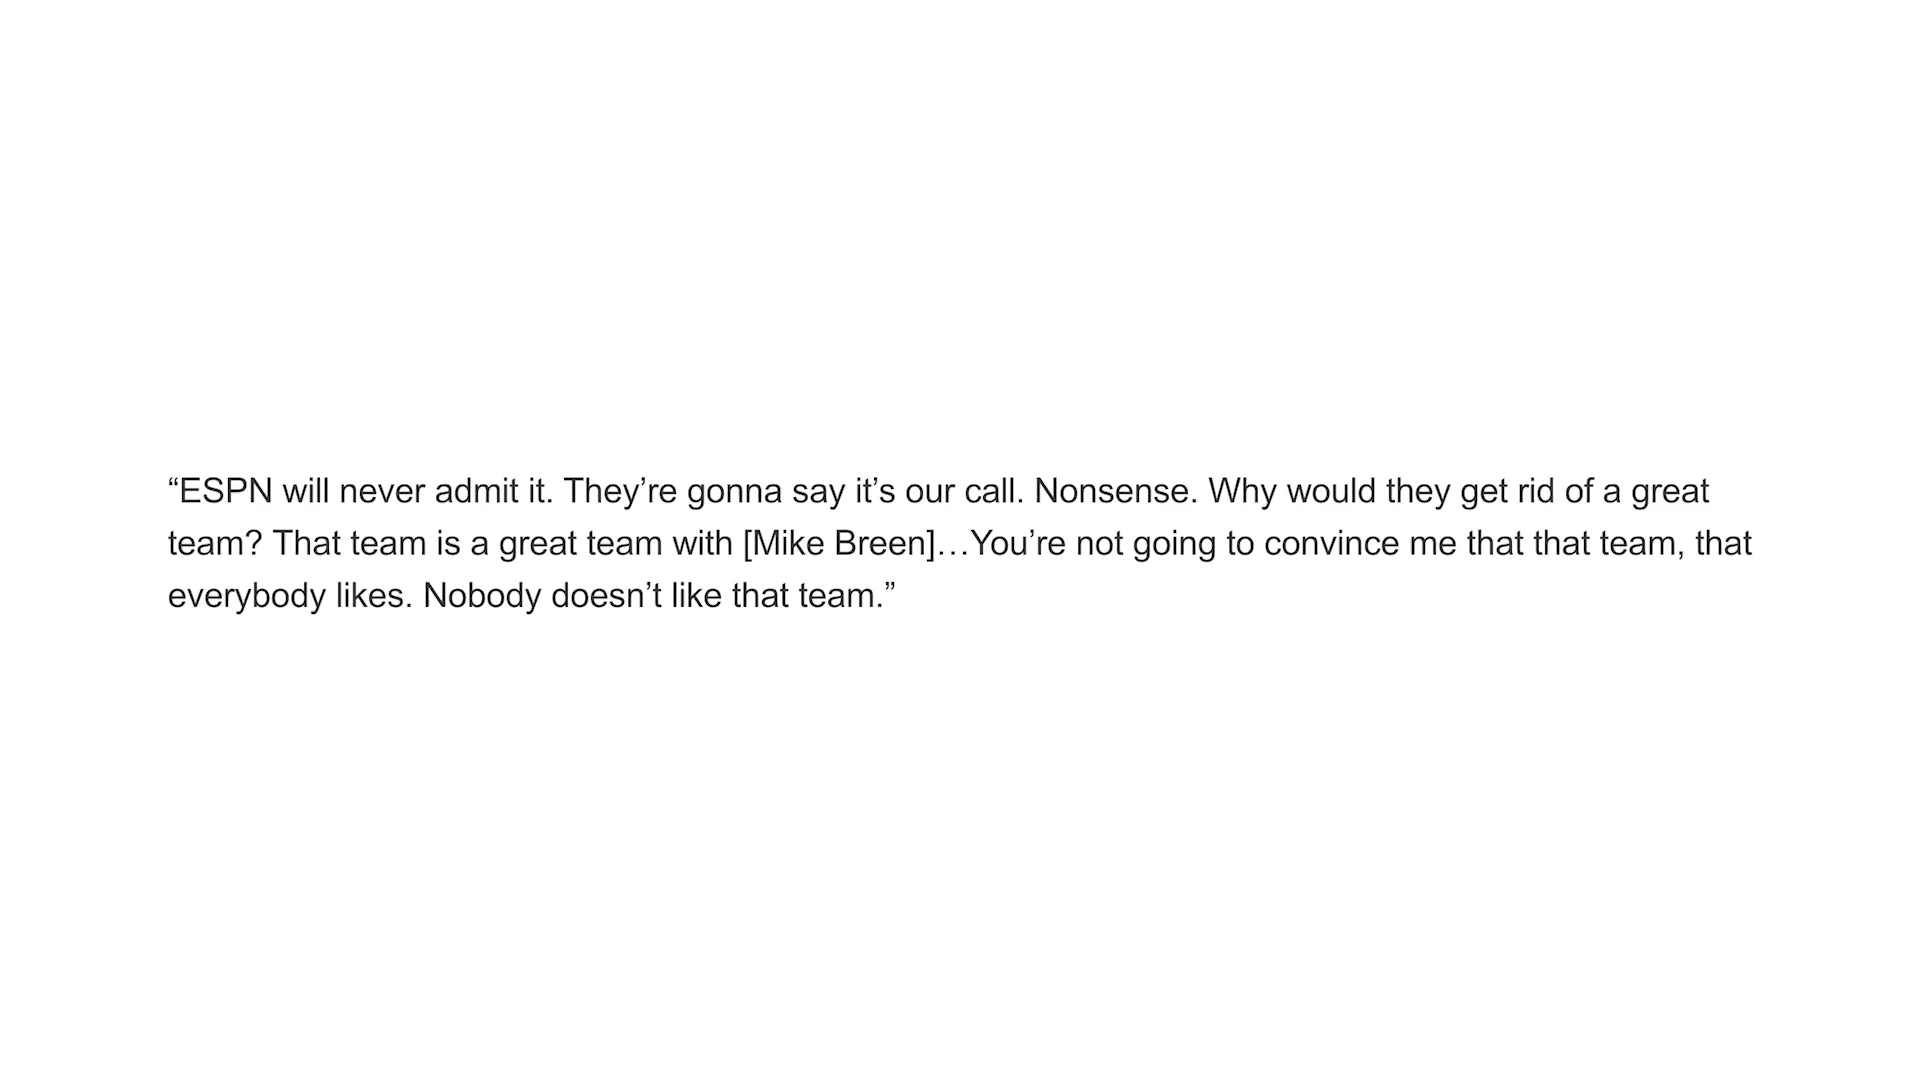 “ESPN will never admit it. They’re gonna say it’s our call. Nonsense. Why would they get rid of a great
team? That team is a great team with [Mike Breen]…You’re not going to convince me that that team, that
everybody likes. Nobody doesn’t like that team.”